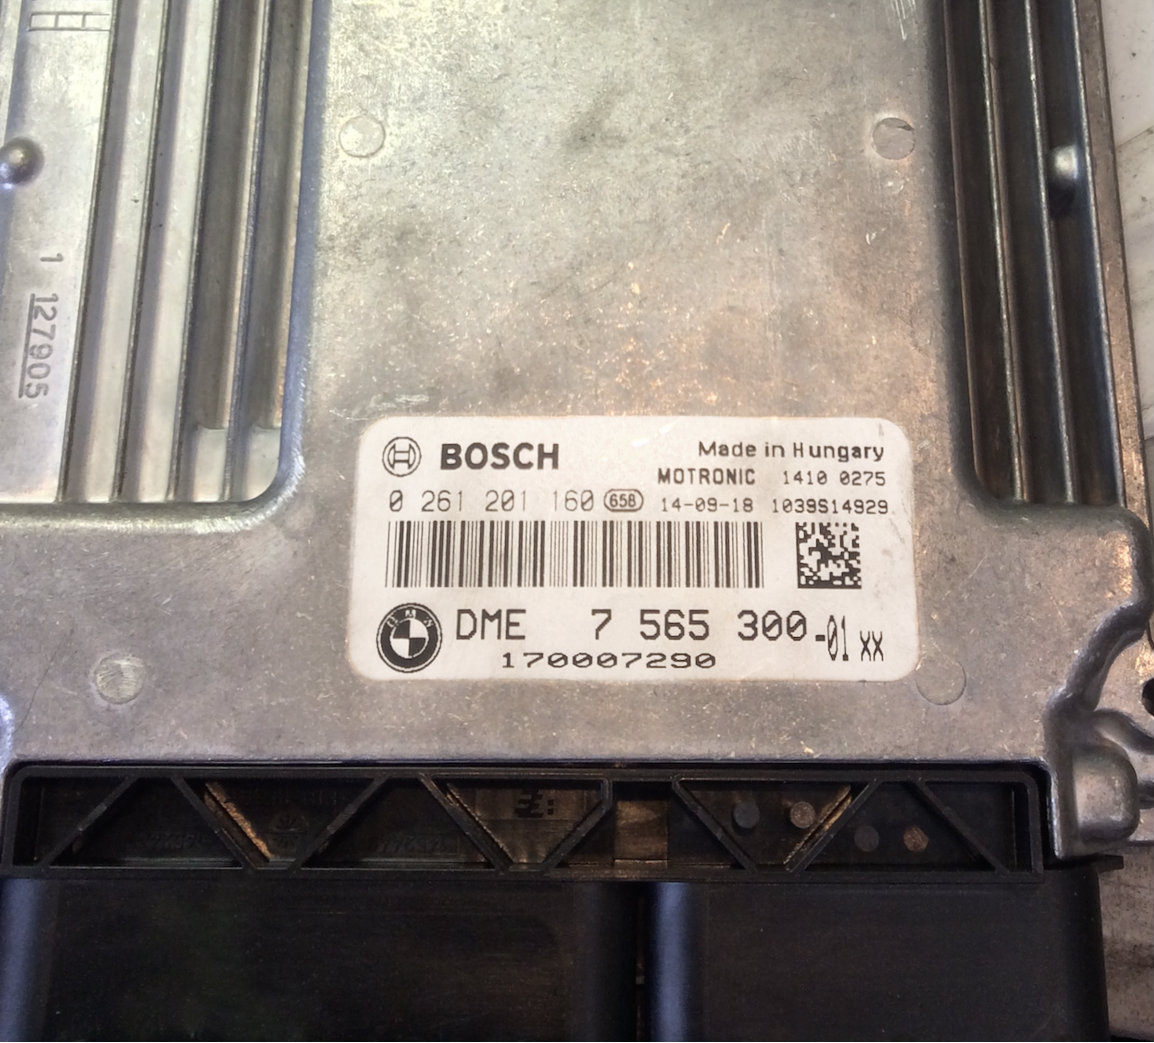 1 127905
BOSCH
Made in Hungary
MOTRONIC 1410 0275
0 261 201 160 658 14-09-18 1039S14929
BMW DME 7 565 300-01 XX
170007290